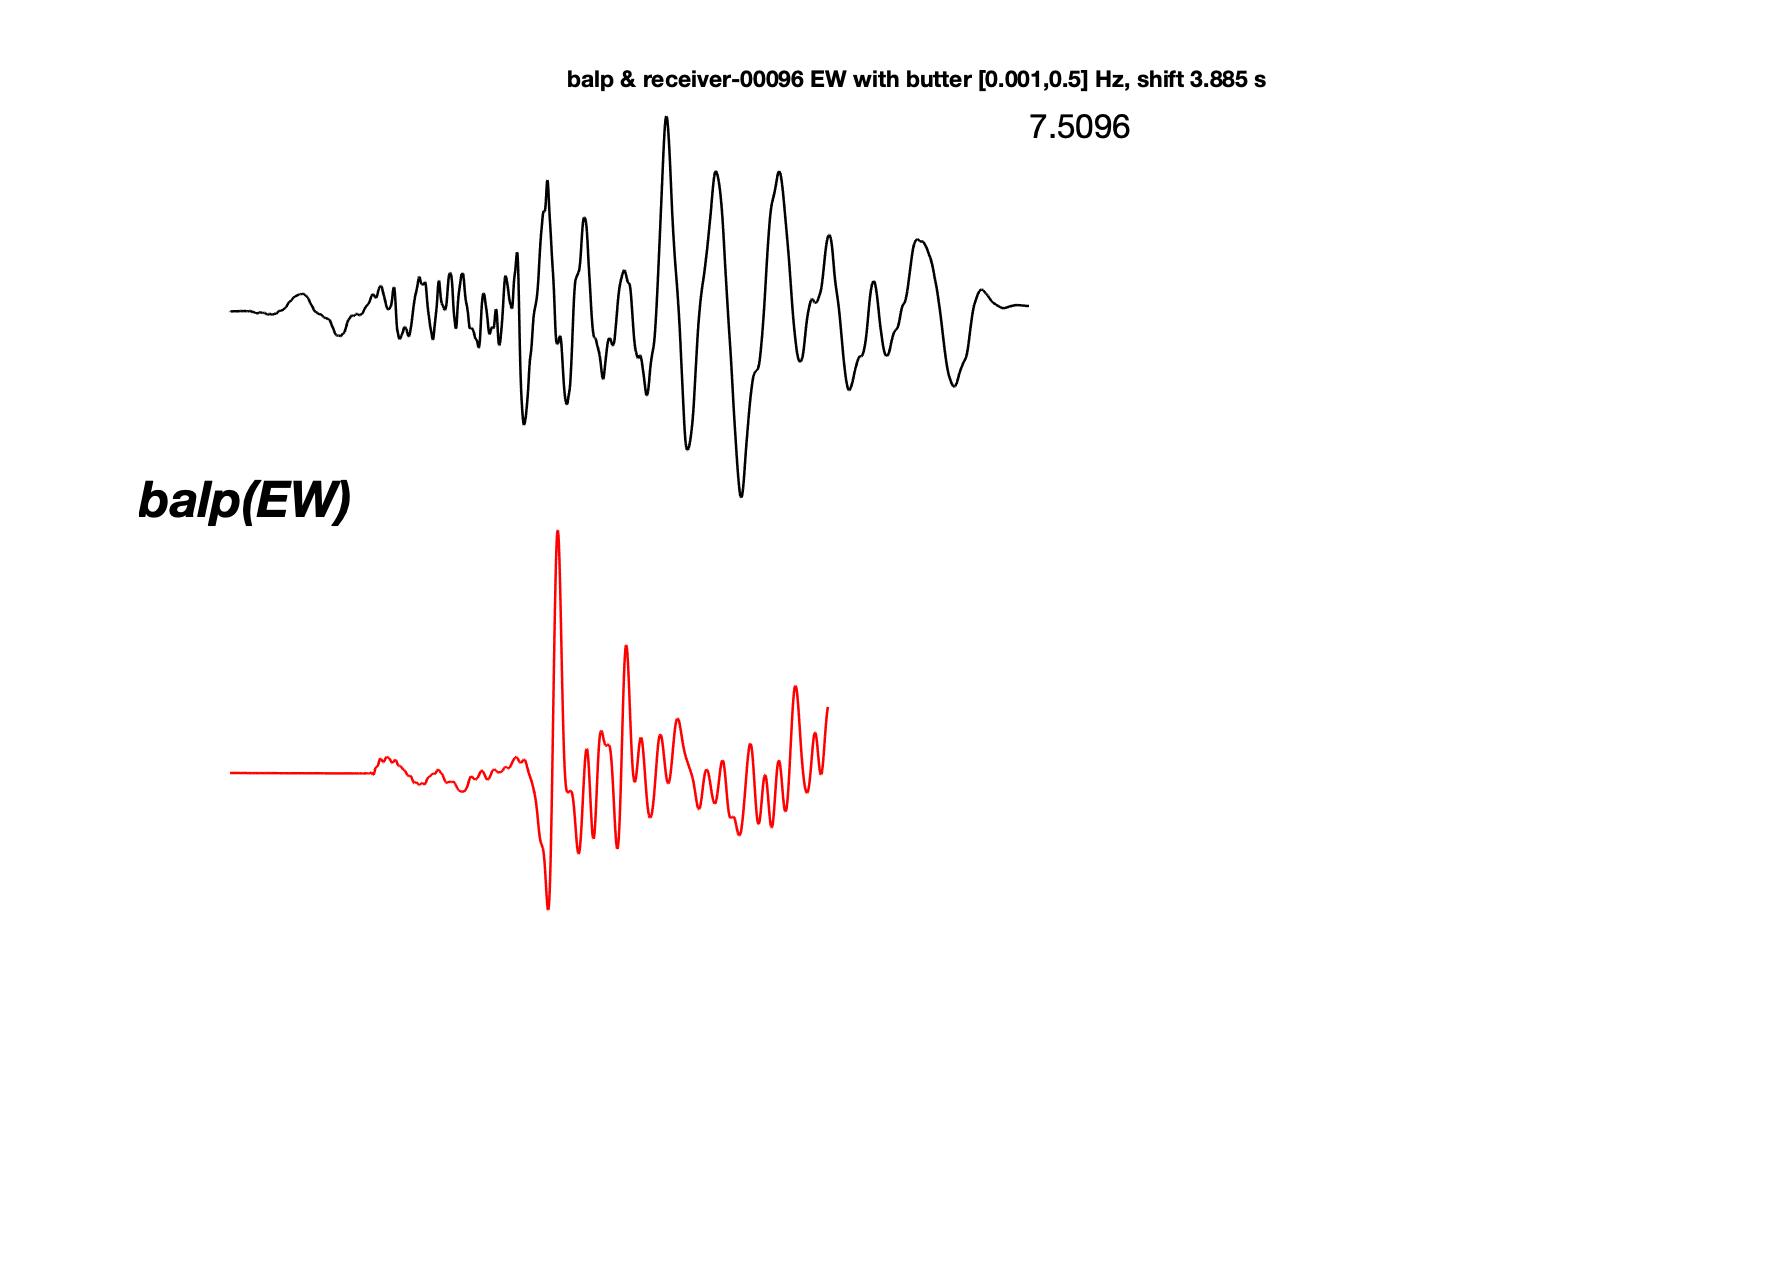 balp & receiver-00096 EW with butter [0.001,0.5] Hz, shift 3.885 s
7.5096
balp(EW)